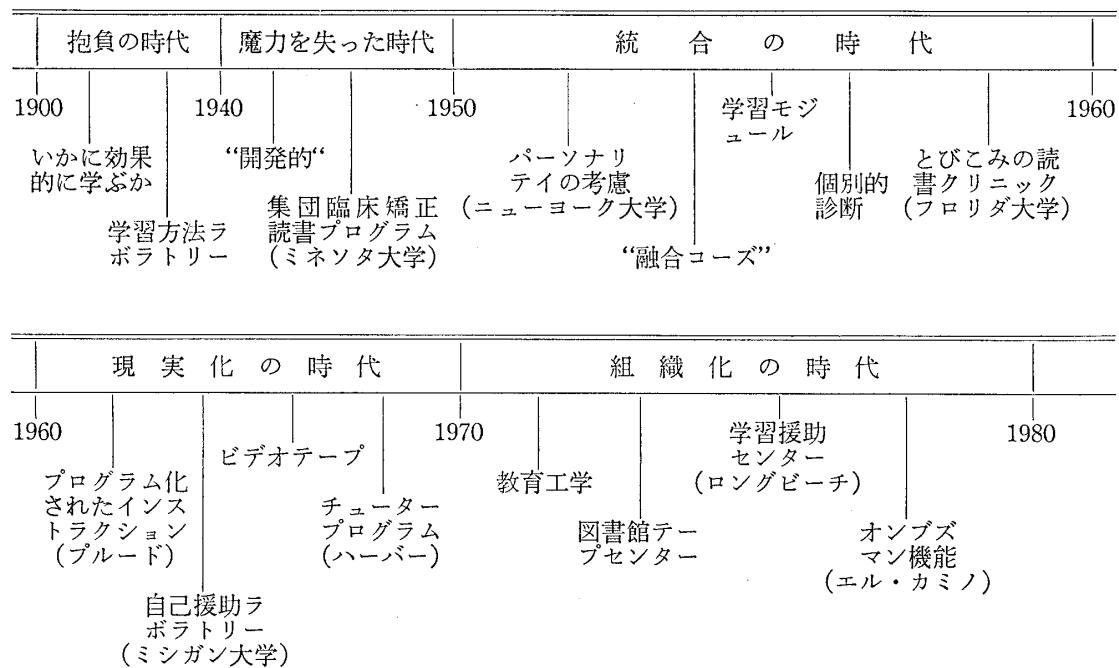 抱負の時代
魔力を失った時代
統合の時代
1900
1940
1950
1960
いかに効果
的に学ぶか
学習方法ラ
ボラトリー
“開発的“
集団臨床矯正
読書プログラム
(ミネソタ大学)
パーソナリ
テイの考慮
(ニューヨーク大学)
“融合コーズ”
学習モジ
ュール
個別的
診断
とびこみの読
書クリニック
(フロリダ大学)
現実化の時代
組織化の時代
1960
1970
1980
プログラム化
されたインス
トラクション
(プルード)
自己援助ラ
ボラトリー
(ミシガン大学)
ビデオテープ
チューター
プログラム
(ハーバー)
教育工学
図書館テー
プセンター
学習援助
センター
(ロングビーチ)
オンブズ
マン機能
(エル・カミノ)